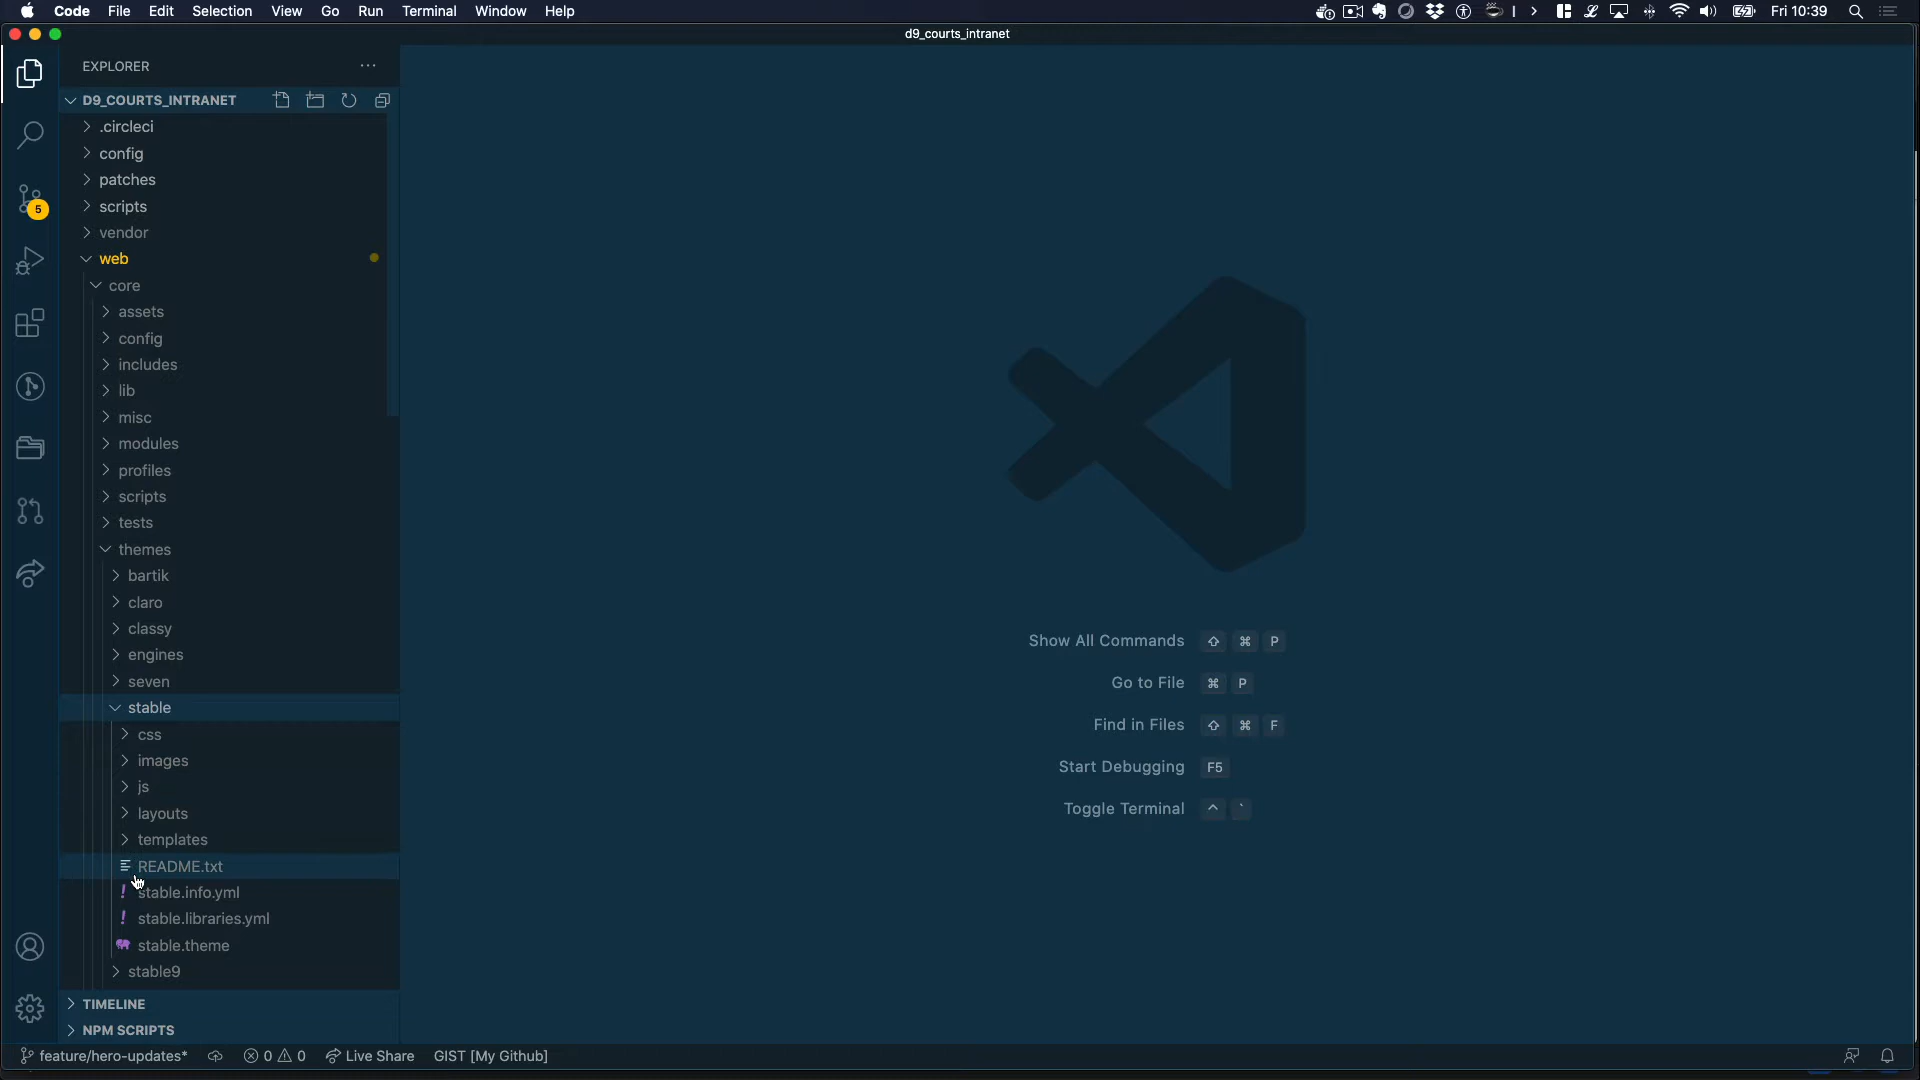 Code File Edit Selection View Go Run Terminal Window Help Fri 10:39
d9_courts_intranet
EXPLORER
D9_COURTS_INTRANET
.circleci
config
patches
scripts
5
vendor
web
core
assets
config
includes
lib
misc
modules
profiles
scripts
tests
themes
bartik
claro
classy
engines
seven
stable
css
images
js
layouts
templates
README.txt
stable.info.yml
stable.libraries.yml
stable.theme
stable9
TIMELINE
NPM SCRIPTS
Show All Commands ⇧ ⌘ P
Go to File ⌘ P
Find in Files ⇧ ⌘ F
Start Debugging F5
Toggle Terminal ^ `
feature/hero-updates* 0 0 Live Share GIST [My Github]